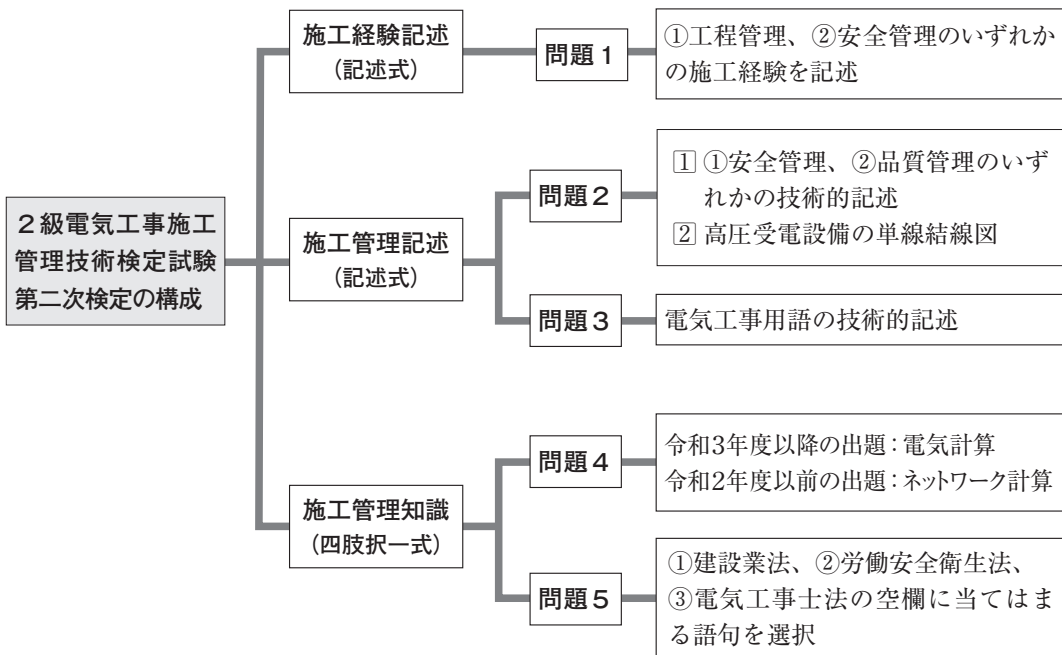 2級電気工事施工
管理技術検定試験
第二次検定の構成
施工経験記述
(記述式)
問題1
①工程管理、②安全管理のいずれか
の施工経験を記述
施工管理記述
(記述式)
問題2
1 ①安全管理、②品質管理のいず
れかの技術的記述
2 高圧受電設備の単線結線図
問題3
電気工事用語の技術的記述
施工管理知識
(四肢択一式)
問題4
令和3年度以降の出題:電気計算
令和2年度以前の出題:ネットワーク計算
問題5
①建設業法、②労働安全衛生法、
③電気工事士法の空欄に当てはま
る語句を選択